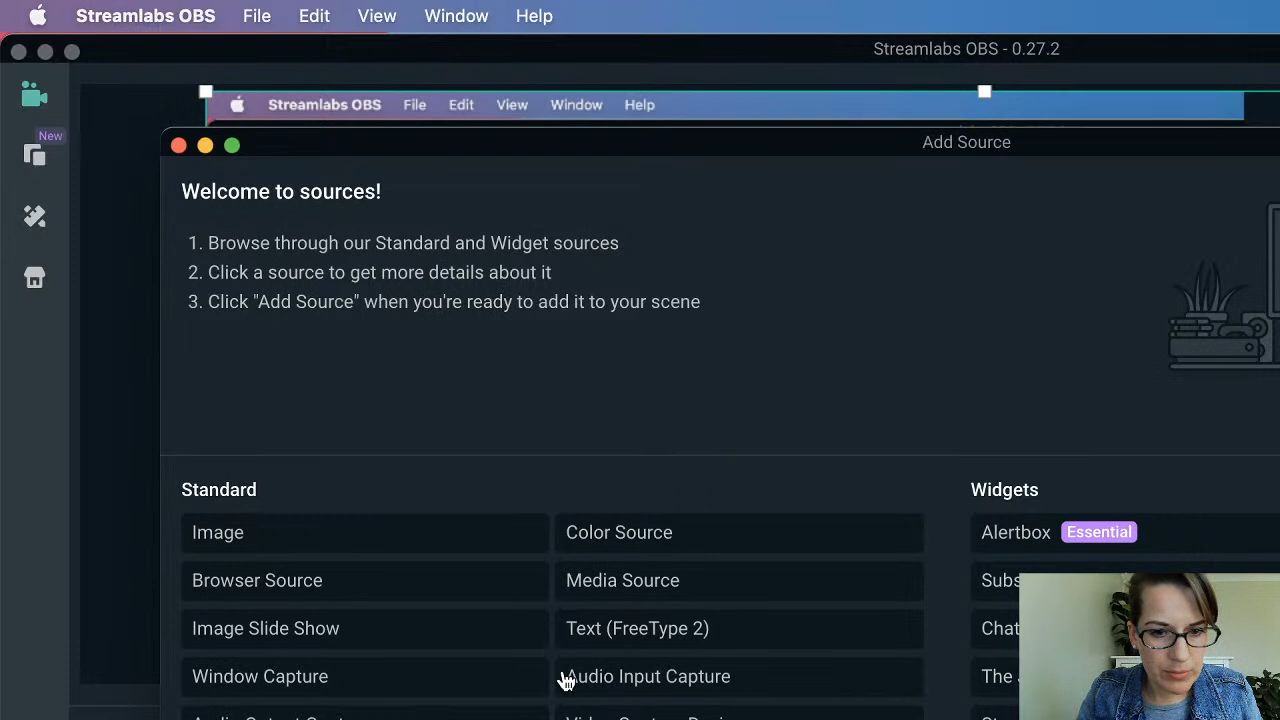 Streamlabs OBS File Edit View Window Help
Streamlabs OBS - 0.27.2
Streamlabs OBS File Edit View Window Help
New
Add Source
Welcome to sources!
1. Browse through our Standard and Widget sources
2. Click a source to get more details about it
3. Click "Add Source" when you're ready to add it to your scene
Standard
Widgets
Image
Color Source
Alertbox Essential
Browser Source
Media Source
Subs
Image Slide Show
Text (FreeType 2)
Chat
Window Capture
Audio Input Capture
The